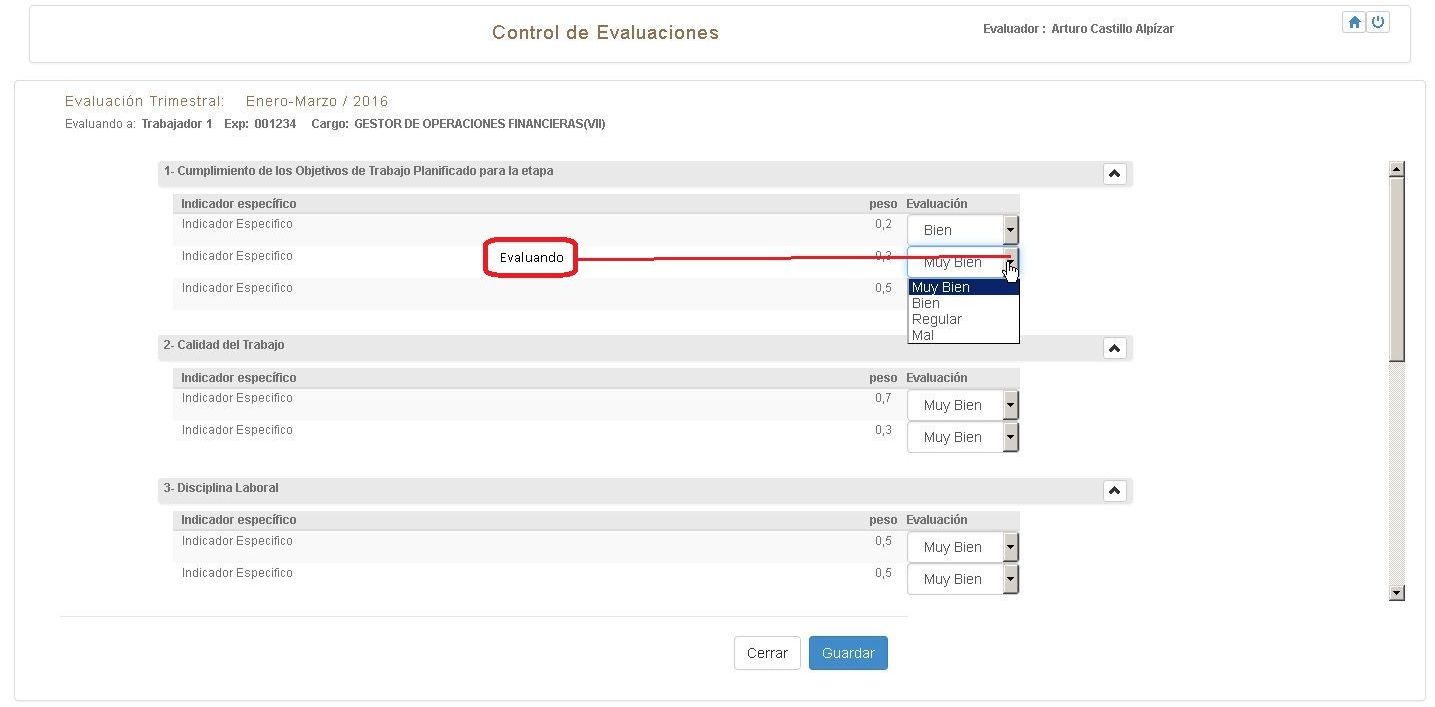 Control de Evaluaciones
Evaluador : Arturo Castillo Alpízar
Evaluación Trimestral: Enero-Marzo / 2016
Evaluando a: Trabajador 1 Exp: 001234 Cargo: GESTOR DE OPERACIONES FINANCIERAS(VII)
1- Cumplimiento de los Objetivos de Trabajo Planificado para la etapa
Indicador específico peso Evaluación
Indicador Especifico 0,2 Bien
Indicador Especifico Evaluando 0,3 Muy Bien
Indicador Especifico 0,5 Muy Bien
Bien
Regular
Mal
2- Calidad del Trabajo
Indicador específico peso Evaluación
Indicador Especifico 0,7 Muy Bien
Indicador Especifico 0,3 Muy Bien
3- Disciplina Laboral
Indicador específico peso Evaluación
Indicador Especifico 0,5 Muy Bien
Indicador Especifico 0,5 Muy Bien
Cerrar Guardar